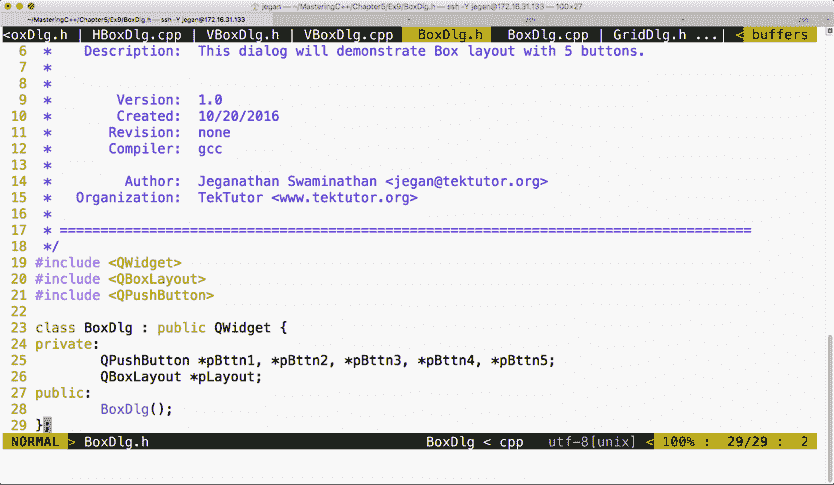 jegan — ~/MasteringC++/Chapter5/Ex9/BoxDlg.h — ssh -Y jegan@172.16.31.133 — 100×27
~/MasteringC++/Chapter5/Ex9/BoxDlg.h — ssh -Y jegan@172.16.31.133
<oxDlg.h | HBoxDlg.cpp | VBoxDlg.h | VBoxDlg.cpp BoxDlg.h BoxDlg.cpp | GridDlg.h ...| < buffers
6 * Description: This dialog will demonstrate Box layout with 5 buttons.
7 *
8 *
9 * Version: 1.0
10 * Created: 10/20/2016
11 * Revision: none
12 * Compiler: gcc
13 *
14 * Author: Jeganathan Swaminathan <jegan@tektutor.org>
15 * Organization: TekTutor <www.tektutor.org>
16 *
17 * =====================================================================================
18 */
19 #include <QWidget>
20 #include <QBoxLayout>
21 #include <QPushButton>
22
23 class BoxDlg : public QWidget {
24 private:
25 QPushButton *pBttn1, *pBttn2, *pBttn3, *pBttn4, *pBttn5;
26 QBoxLayout *pLayout;
27 public:
28 BoxDlg();
29 };
NORMAL > BoxDlg.h BoxDlg < cpp utf-8[unix] < 100% : 29/29 : 2